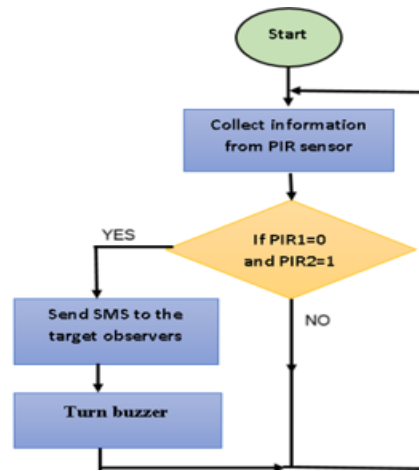 Start
Collect information
from PIR sensor
If PIR1=0
and PIR2=1
YES
NO
Send SMS to the
target observers
Turn buzzer